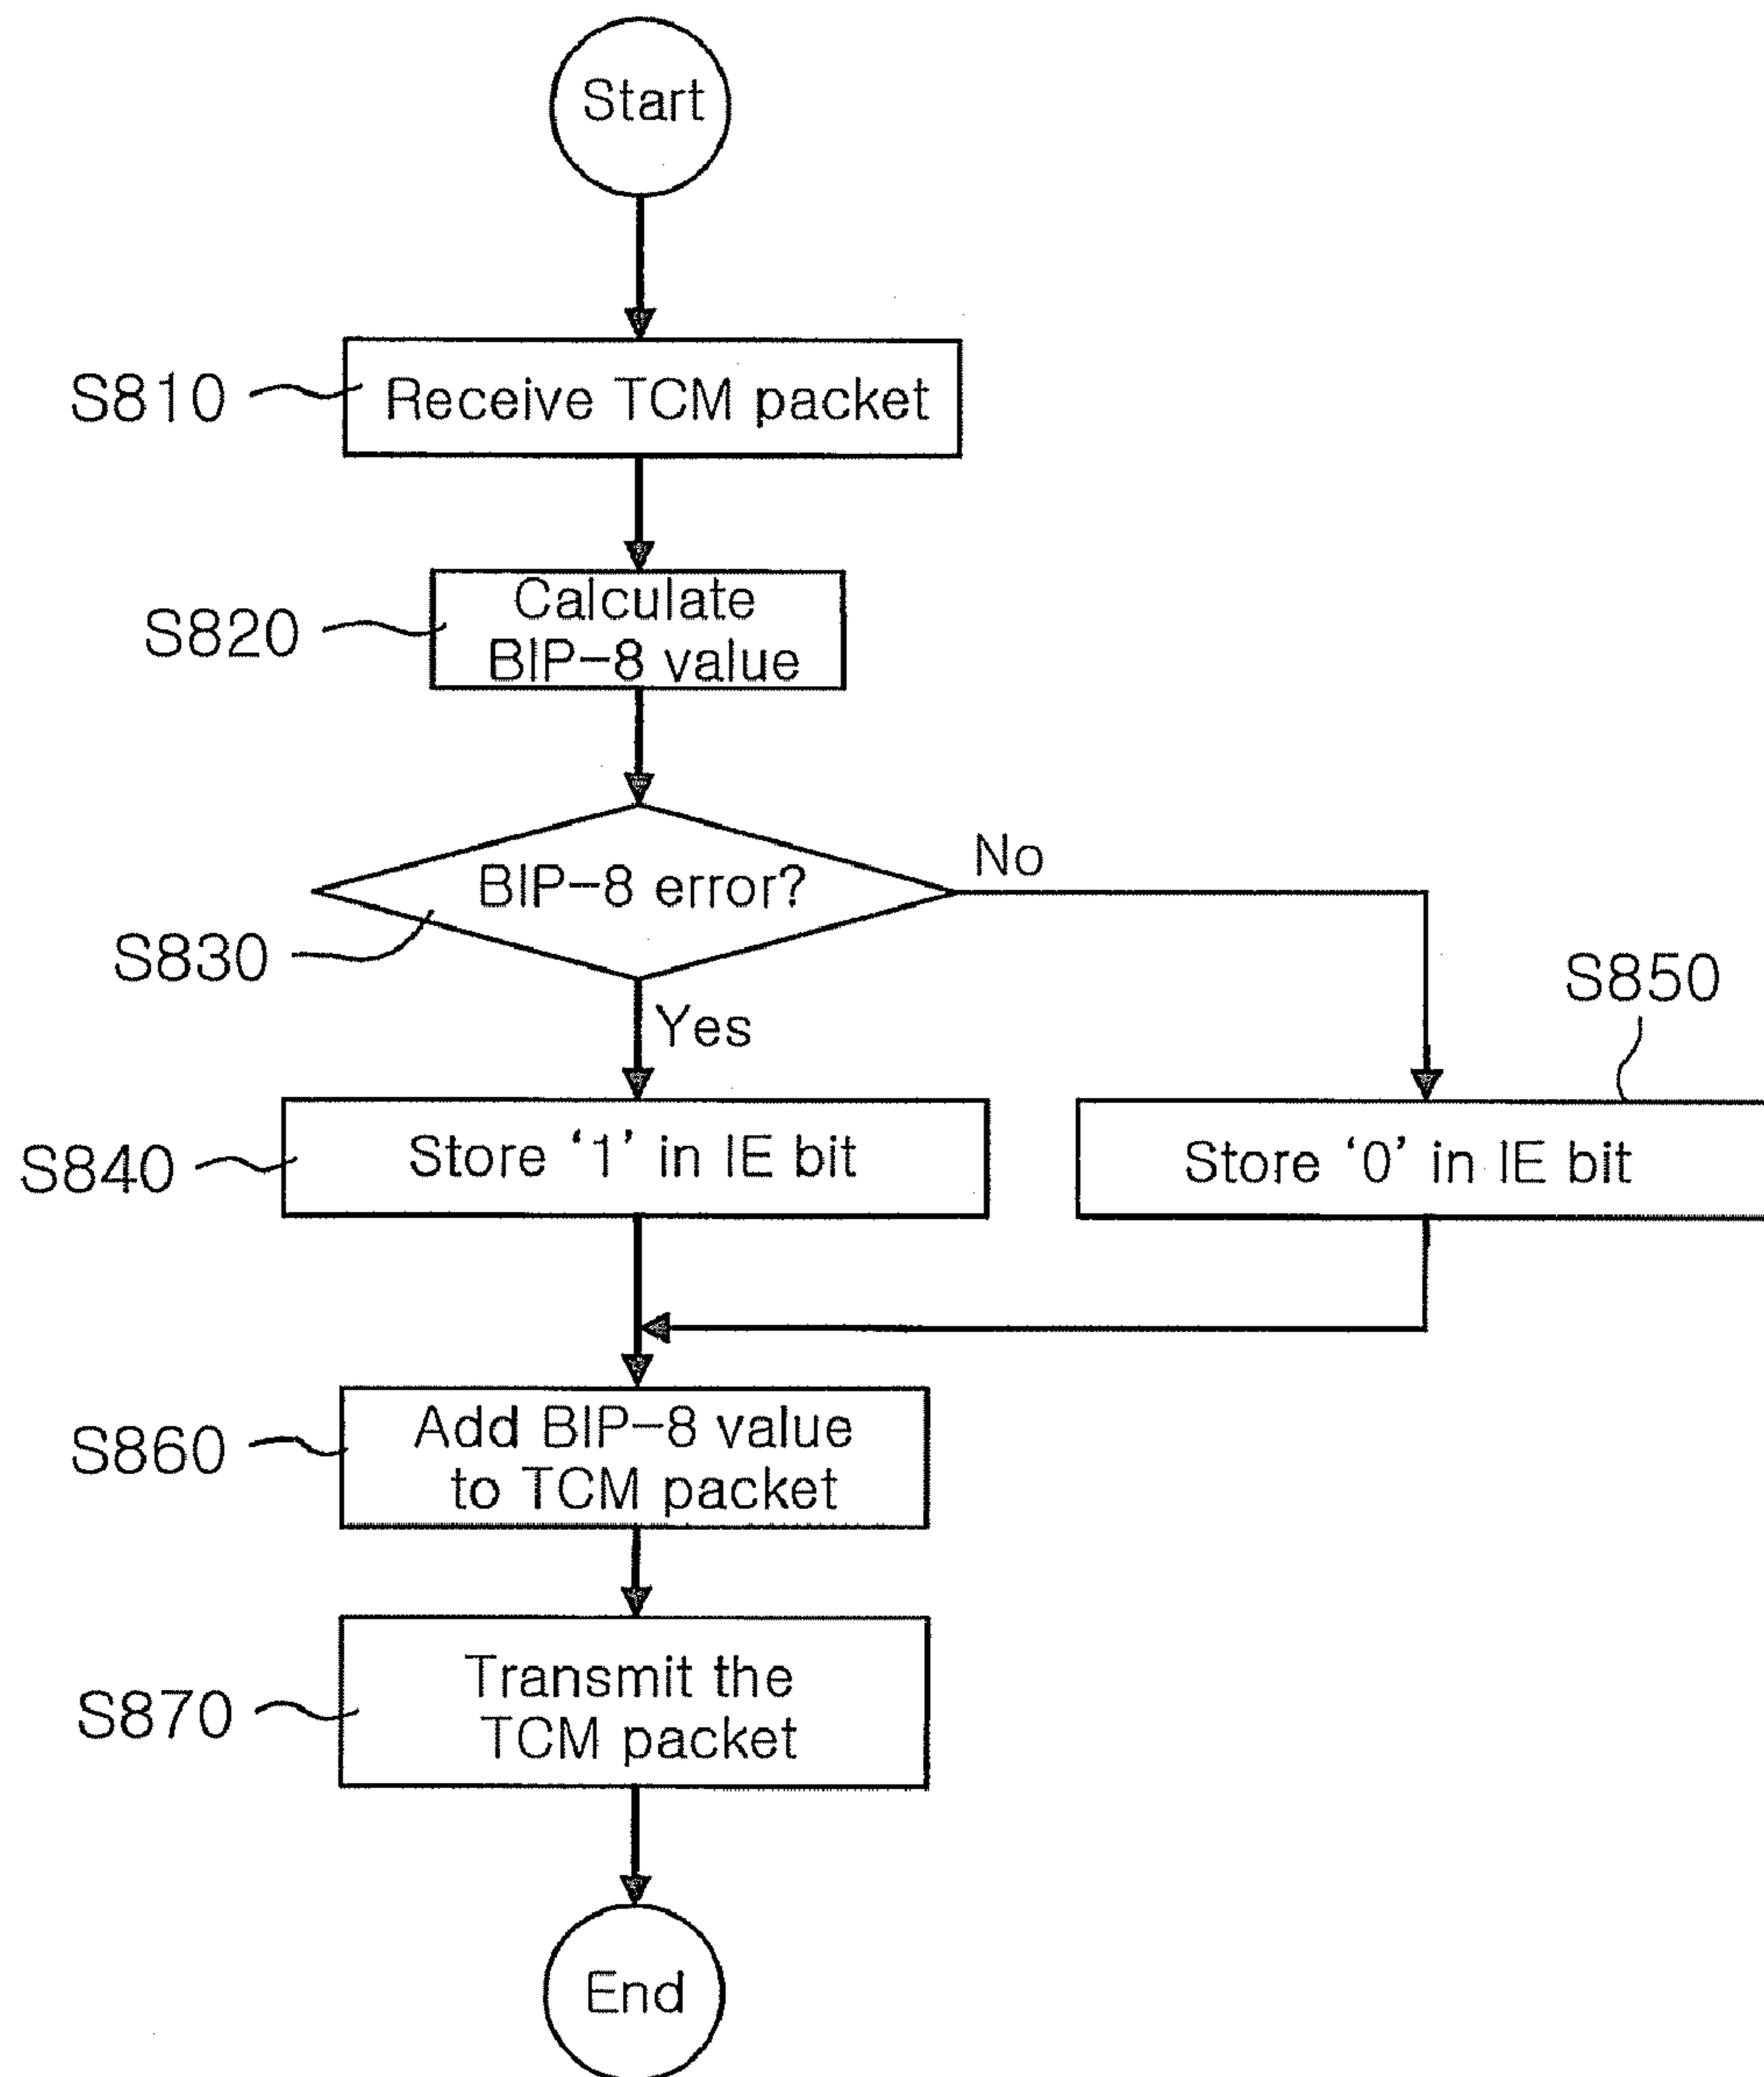 Start
S810
Receive TCM packet
S820
Calculate
BIP-8 value
BIP-8 error?
No
S830
Yes
S850
S840
Store ‘1’ in IE bit
Store ‘0’ in IE bit
S860
Add BIP-8 value
to TCM packet
S870
Transmit the
TCM packet
End